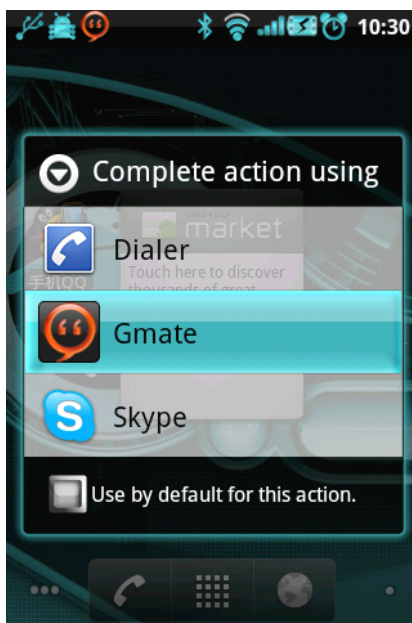 10:30
Complete action using
ANDROID
market
Dialer
Touch here to discover
手机QQ
thousands of great
Gmate
Skype
Use by default for this action.